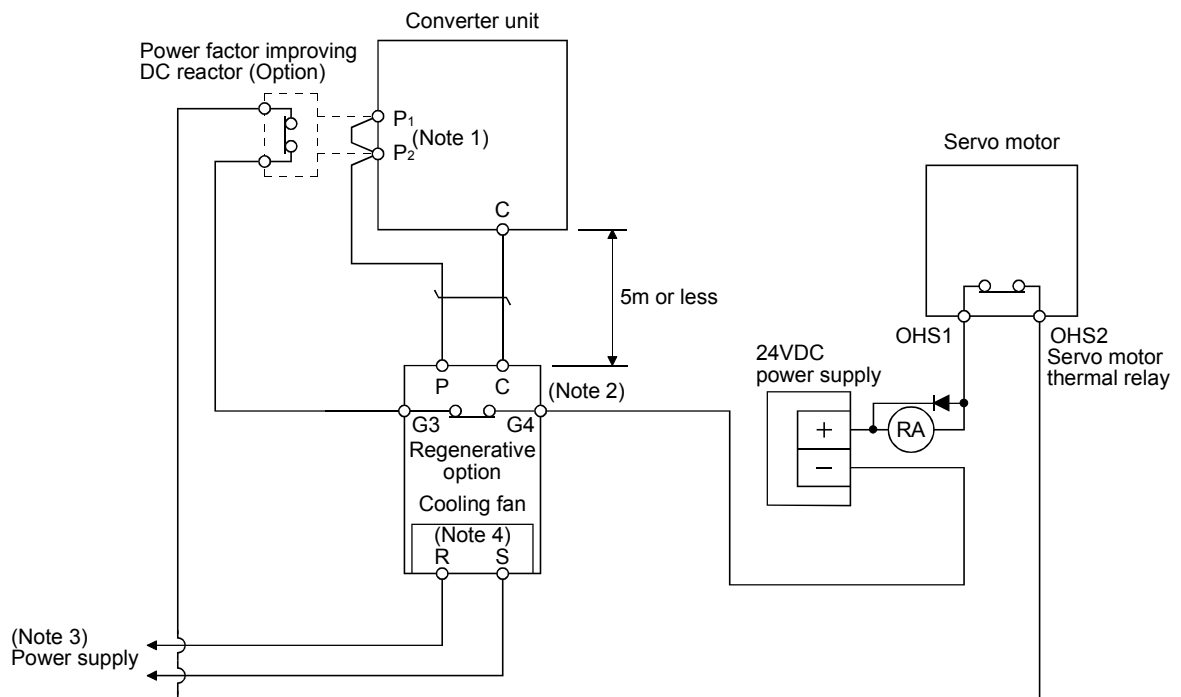 Converter unit
Power factor improving
DC reactor (Option)
P1
(Note 1)
P2
Servo motor
C
5m or less
OHS1
OHS2
Servo motor
thermal relay
24VDC
power supply
P
C
(Note 2)
G3
G4
+
RA
−
Regenerative
option
Cooling fan
(Note 4)
R
S
(Note 3)
Power supply